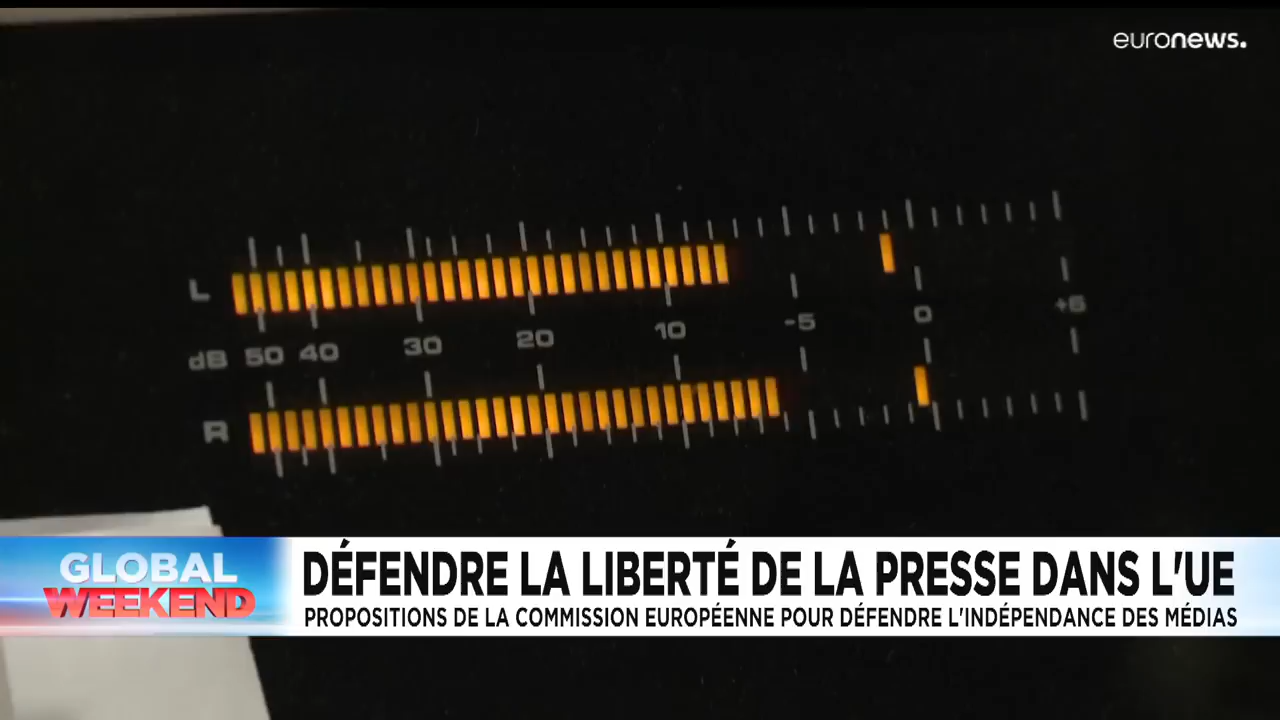 euronews.
L
dB 50 40 30 20 10 -5 0 +6
R
GLOBAL
WEEKEND
DÉFENDRE LA LIBERTÉ DE LA PRESSE DANS L'UE
PROPOSITIONS DE LA COMMISSION EUROPÉENNE POUR DÉFENDRE L'INDÉPENDANCE DES MÉDIAS